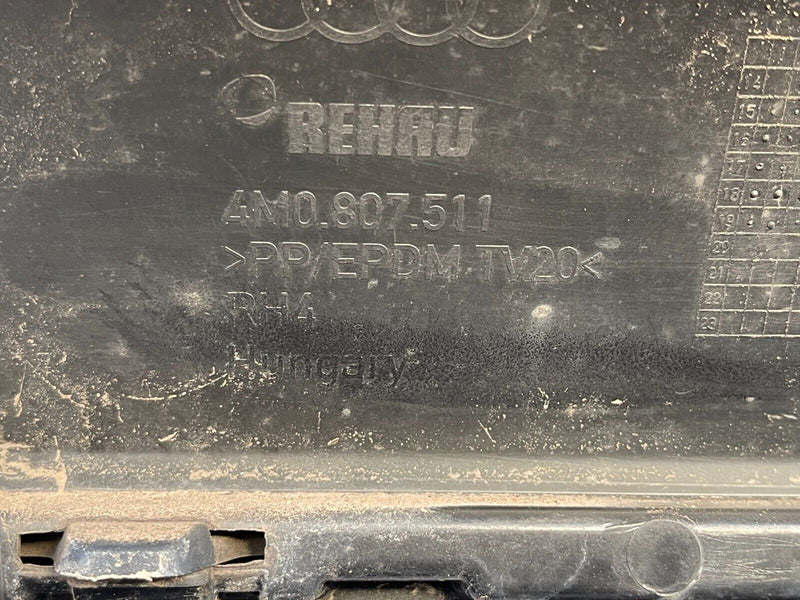 REHAU
4M0.807.511
>PP/EPDM TV20<
RH4
Hungary
14
15
16
17
18
19
20
21
22
23